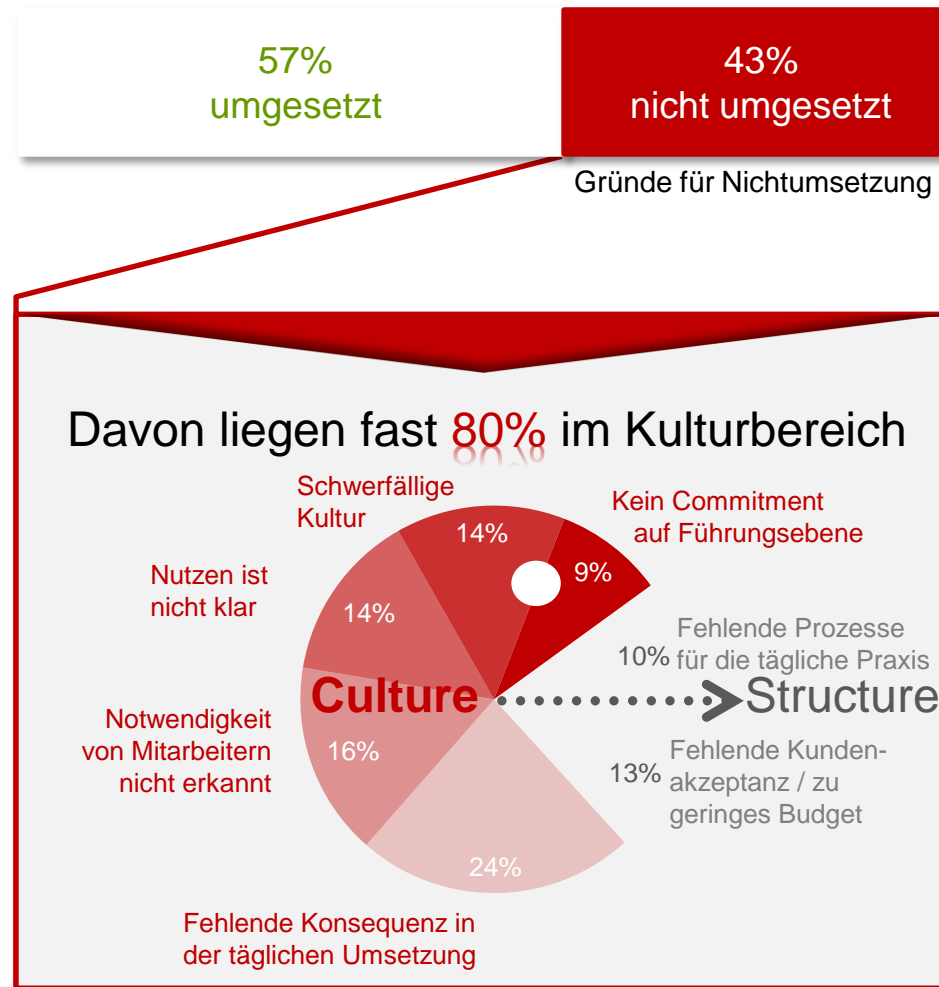 57%
umgesetzt
43%
nicht umgesetzt
Gründe für Nichtumsetzung
Davon liegen fast 80% im Kulturbereich
Schwerfällige
Kultur
14%
Kein Commitment
auf Führungsebene
9%
Nutzen ist
nicht klar
14%
Fehlende Prozesse
10% für die tägliche Praxis
Culture
Structure
Notwendigkeit
von Mitarbeitern
nicht erkannt
16%
Fehlende Kunden-
13% akzeptanz / zu
geringes Budget
24%
Fehlende Konsequenz in
der täglichen Umsetzung